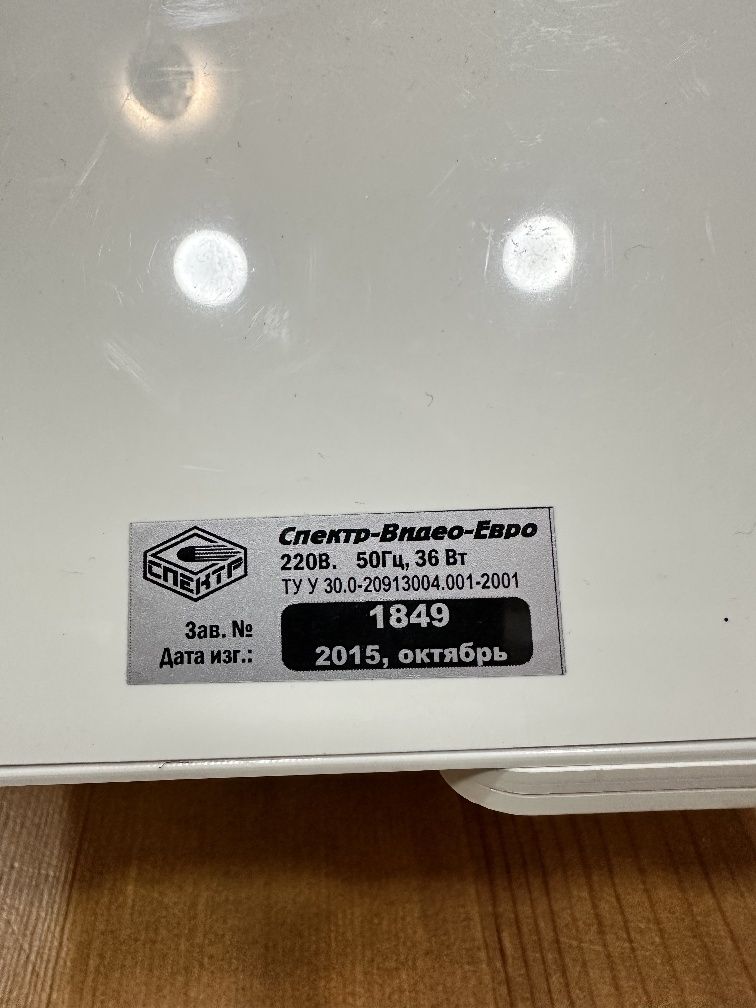 СПЕКТР
Спектр-Видео-Евро
220В. 50Гц, 36 Вт
ТУ У 30.0-20913004.001-2001
Зав. № 1849
Дата изг.: 2015, октябрь